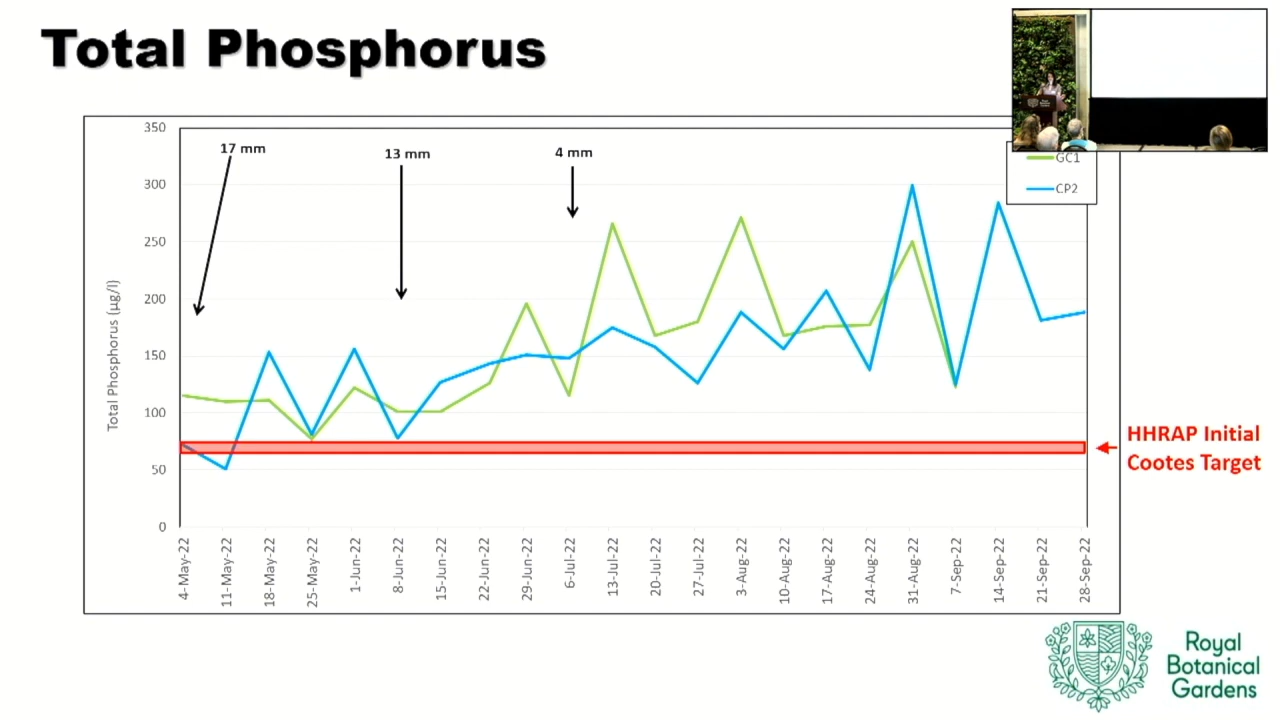 Total Phosphorus
350
300
250
200
150
100
50
0
Total Phosphorus (µg/l)
17 mm
13 mm
4 mm
GC1
CP2
HHRAP Initial
Cootes Target
4-May-22
11-May-22
18-May-22
25-May-22
1-Jun-22
8-Jun-22
15-Jun-22
22-Jun-22
29-Jun-22
6-Jul-22
13-Jul-22
20-Jul-22
27-Jul-22
3-Aug-22
10-Aug-22
17-Aug-22
24-Aug-22
31-Aug-22
7-Sep-22
14-Sep-22
21-Sep-22
28-Sep-22
Royal
Botanical
Gardens